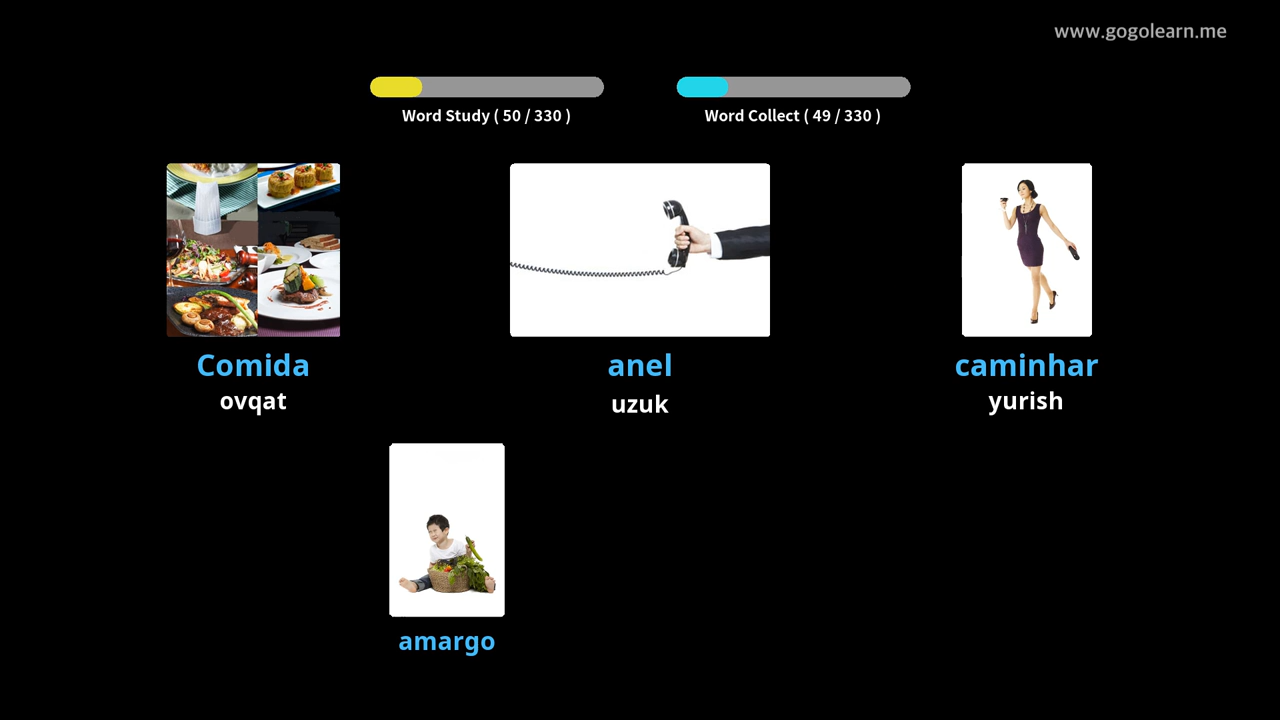 www.gogolearn.me
Word Study ( 50 / 330 )
Word Collect ( 49 / 330 )
Comida
ovqat
anel
uzuk
caminhar
yurish
amargo